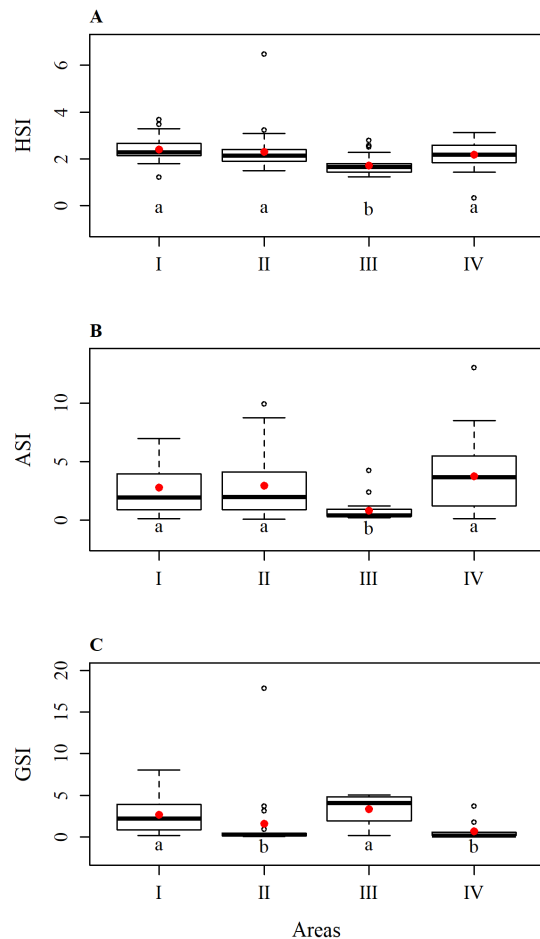 A
HSI
6
4
2
0
a a b a
I II III IV
B
ASI
10
5
0
a a b a
I II III IV
C
GSI
20
15
10
5
0
a b a b
I II III IV
Areas